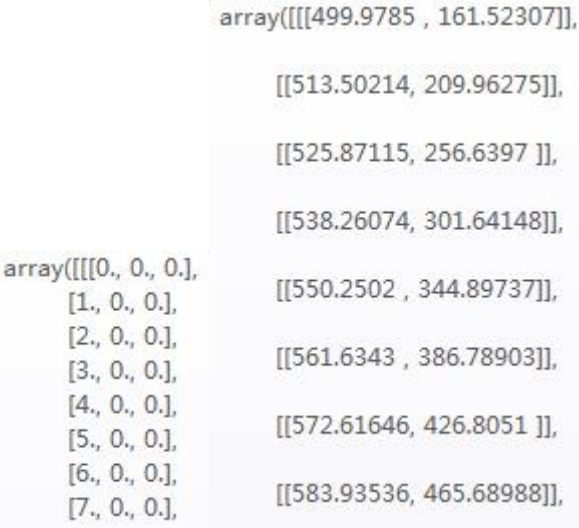 array([[[0., 0., 0.],
[1., 0., 0.],
[2., 0., 0.],
[3., 0., 0.],
[4., 0., 0.],
[5., 0., 0.],
[6., 0., 0.],
[7., 0., 0.],
array([[[499.9785 , 161.52307]],
[[513.50214, 209.96275]],
[[525.87115, 256.6397 ]],
[[538.26074, 301.64148]],
[[550.2502 , 344.89737]],
[[561.6343 , 386.78903]],
[[572.61646, 426.8051 ]],
[[583.93536, 465.68988]],